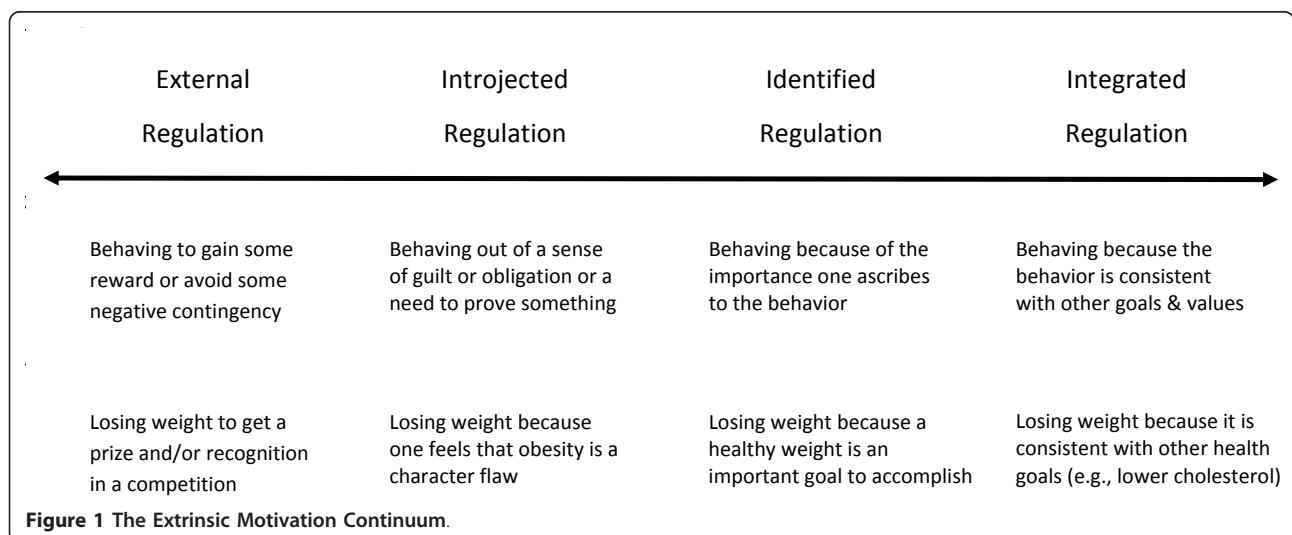 External
Regulation
Introjected
Regulation
Identified
Regulation
Integrated
Regulation
Behaving to gain some
reward or avoid some
negative contingency
Behaving out of a sense
of guilt or obligation or a
need to prove something
Behaving because of the
importance one ascribes
to the behavior
Behaving because the
behavior is consistent
with other goals & values
Losing weight to get a
prize and/or recognition
in a competition
Losing weight because
one feels that obesity is a
character flaw
Losing weight because a
healthy weight is an
important goal to accomplish
Losing weight because it is
consistent with other health
goals (e.g., lower cholesterol)
Figure 1 The Extrinsic Motivation Continuum.